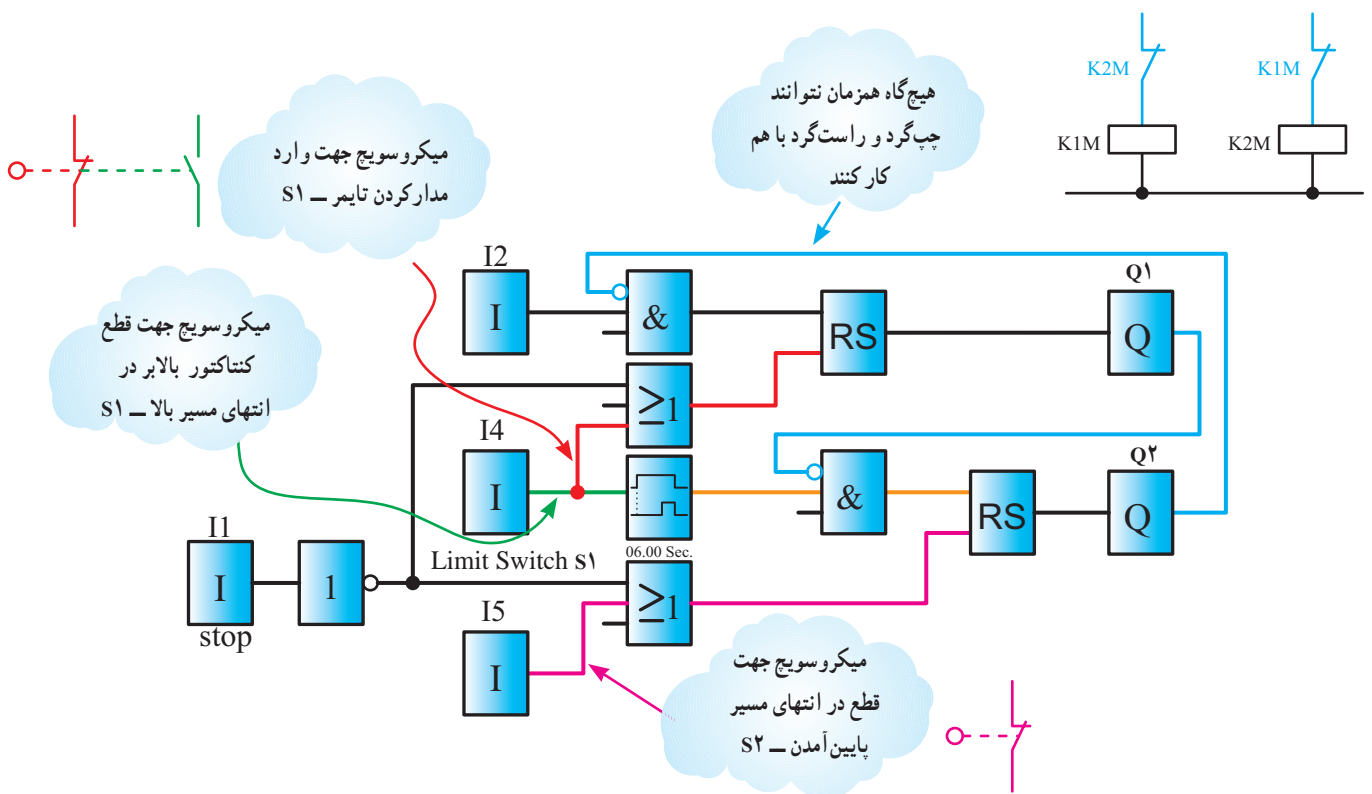 K2M
K1M
K1M
K2M
هیچ‌گاه همزمان نتوانند
چپ‌گرد و راست‌گرد با هم
کار کنند
میکروسویچ جهت وارد
مدارکردن تایمر ــ S۱
میکروسویچ جهت قطع
کنتاکتور بالابر در
انتهای مسیر بالا ــ S۱
I2
I
&
RS
Q۱
Q
≥1
I4
I
Limit Switch S۱
06.00 Sec.
&
RS
Q۲
Q
I1
I
stop
1
≥1
I5
I
میکروسویچ جهت
قطع در انتهای مسیر
پایین‌آمدن ــ S۲